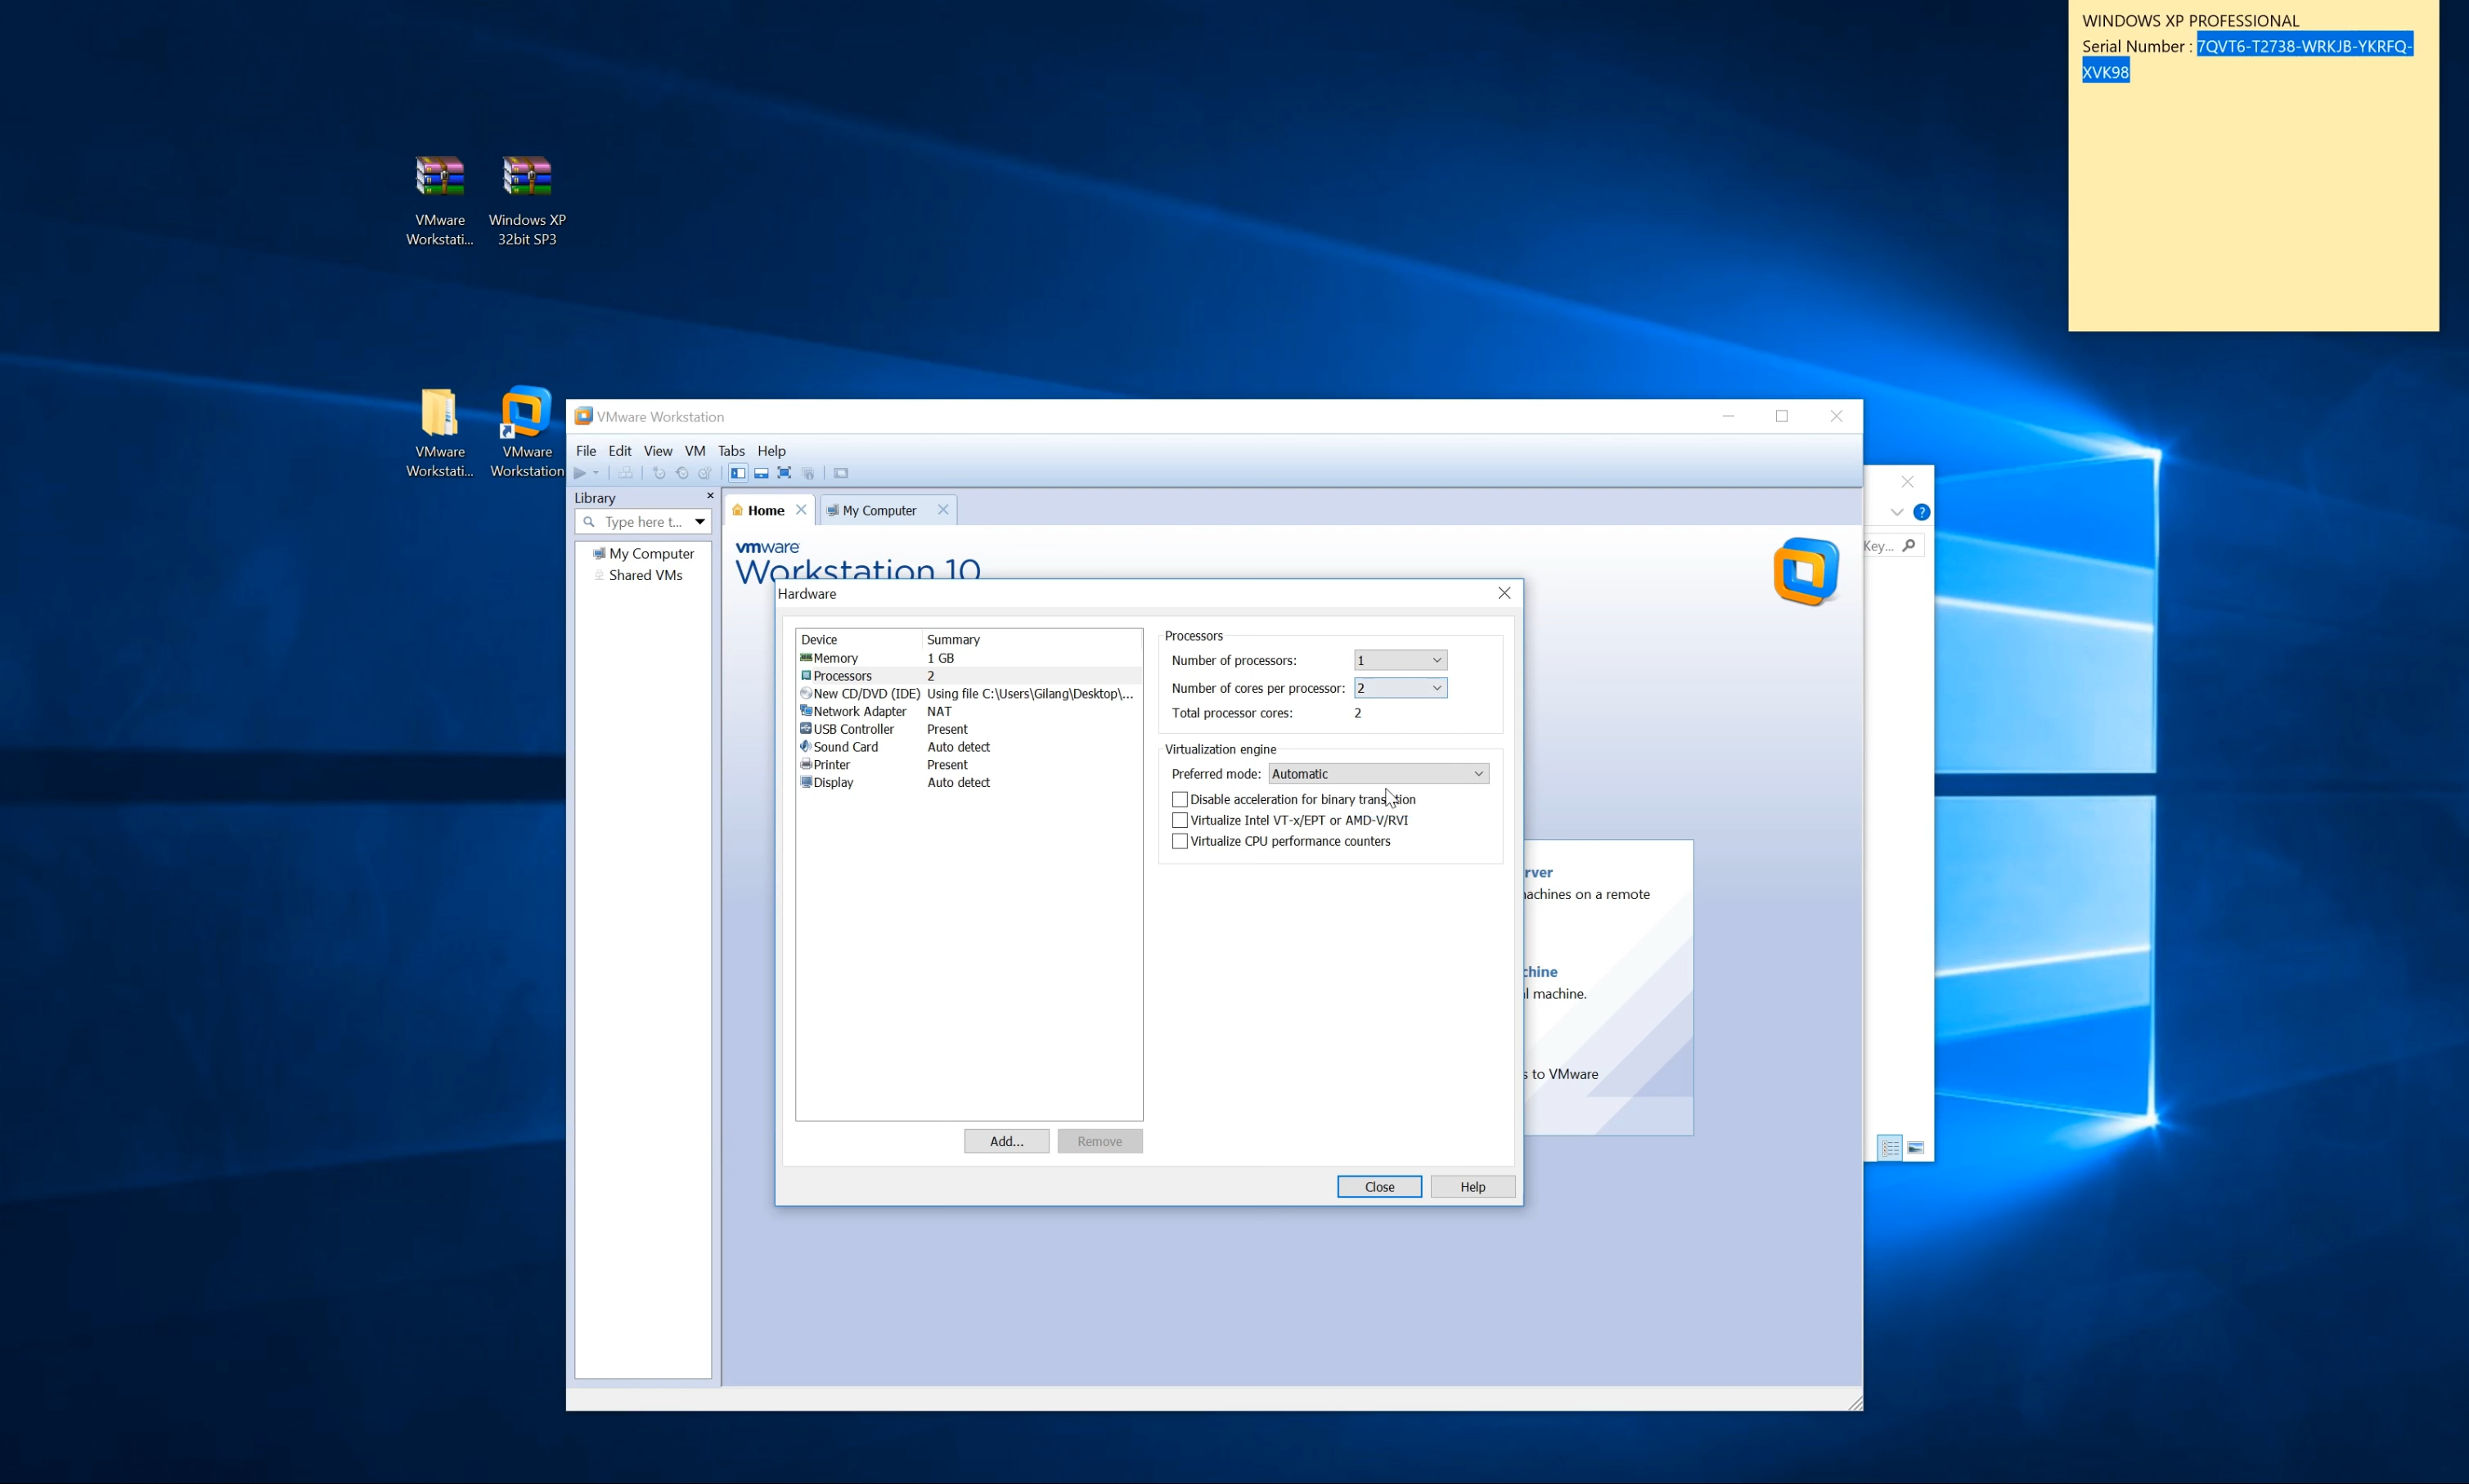 WINDOWS XP PROFESSIONAL
Serial Number : 7QVT6-T2738-WRKJB-YKRFQ-
XVK98
VMware
Workstati...
Windows XP
32bit SP3
VMware
Workstati...
VMware
Workstation
VMware Workstation
File Edit View VM Tabs Help
Library
Type here t...
My Computer
Shared VMs
Home
My Computer
vmware
Workstation 10
Key...
Hardware
Device Summary
Memory 1 GB
Processors 2
New CD/DVD (IDE) Using file C:\Users\Gilang\Desktop\...
Network Adapter NAT
USB Controller Present
Sound Card Auto detect
Printer Present
Display Auto detect
Add...
Remove
Processors
Number of processors: 1
Number of cores per processor: 2
Total processor cores: 2
Virtualization engine
Preferred mode: Automatic
Disable acceleration for binary translation
Virtualize Intel VT-x/EPT or AMD-V/RVI
Virtualize CPU performance counters
Close
Help
rver
achines on a remote
chine
l machine.
s to VMware